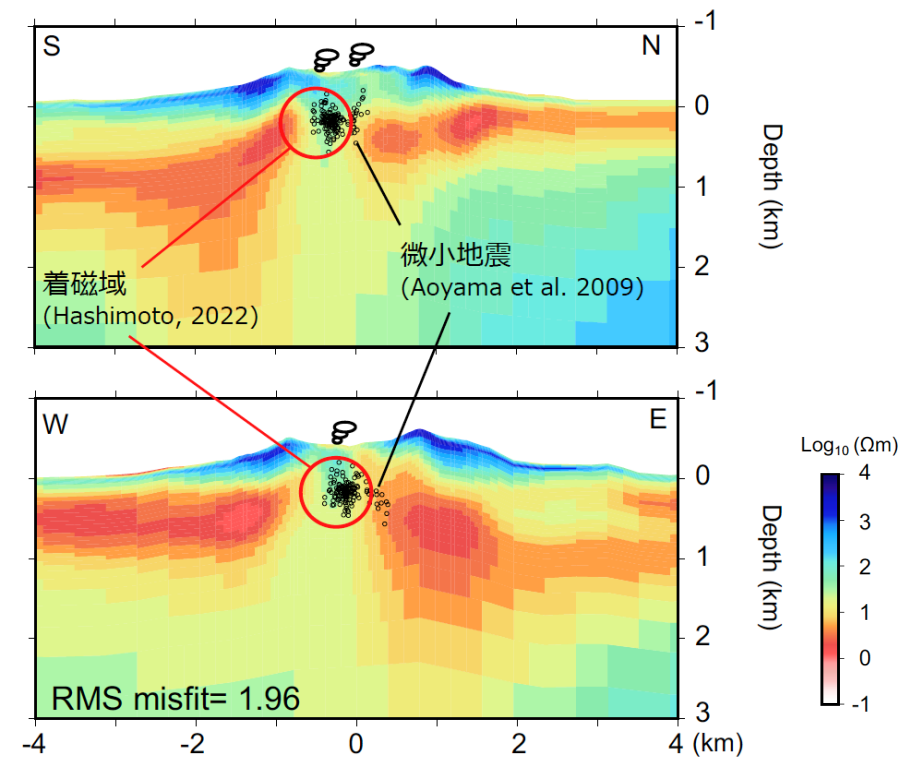 S
N
-1
0
1
2
3
Depth (km)
微小地震
(Aoyama et al. 2009)
着磁域
(Hashimoto, 2022)
W
E
-1
0
1
2
3
Depth (km)
RMS misfit= 1.96
-4
-2
0
2
4 (km)
Log₁₀ (Ωm)
4
3
2
1
0
-1